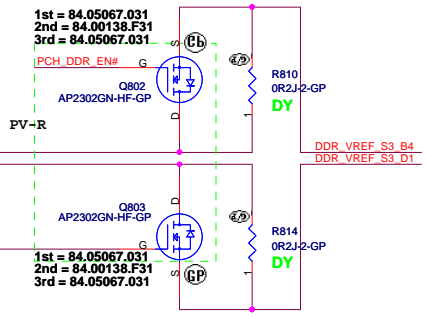 1st = 84.05067.031
2nd = 84.00138.F31
3rd = 84.05067.031
S
PCH_DDR_EN#
G
Q802
AP2302GN-HF-GP
R810
0R2J-2-GP
DY
1
D
PV-R
DDR_VREF_S3_B4
DDR_VREF_S3_D1
D
Q803
AP2302GN-HF-GP
R814
0R2J-2-GP
DY
G
1
1st = 84.05067.031
2nd = 84.00138.F31
3rd = 84.05067.031
S
GP